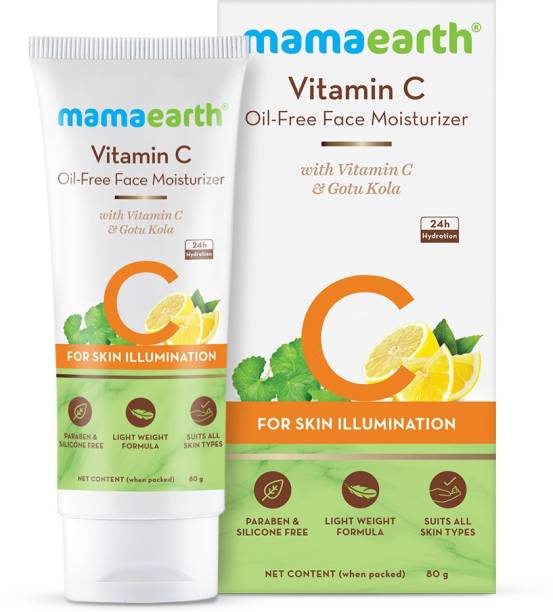 mamaearth®
Vitamin C
Oil-Free Face Moisturizer
with Vitamin C
& Gotu Kola
24h
Hydration
C
FOR SKIN ILLUMINATION
PARABEN &
SILICONE FREE
LIGHT WEIGHT
FORMULA
SUITS ALL
SKIN TYPES
NET CONTENT (when packed) 80 g
mamaearth®
Vitamin C
Oil-Free Face Moisturizer
with Vitamin C
& Gotu Kola
24h
Hydration
C
FOR SKIN ILLUMINATION
PARABEN &
SILICONE FREE
LIGHT WEIGHT
FORMULA
SUITS ALL
SKIN TYPES
NET CONTENT (when packed) 80 g